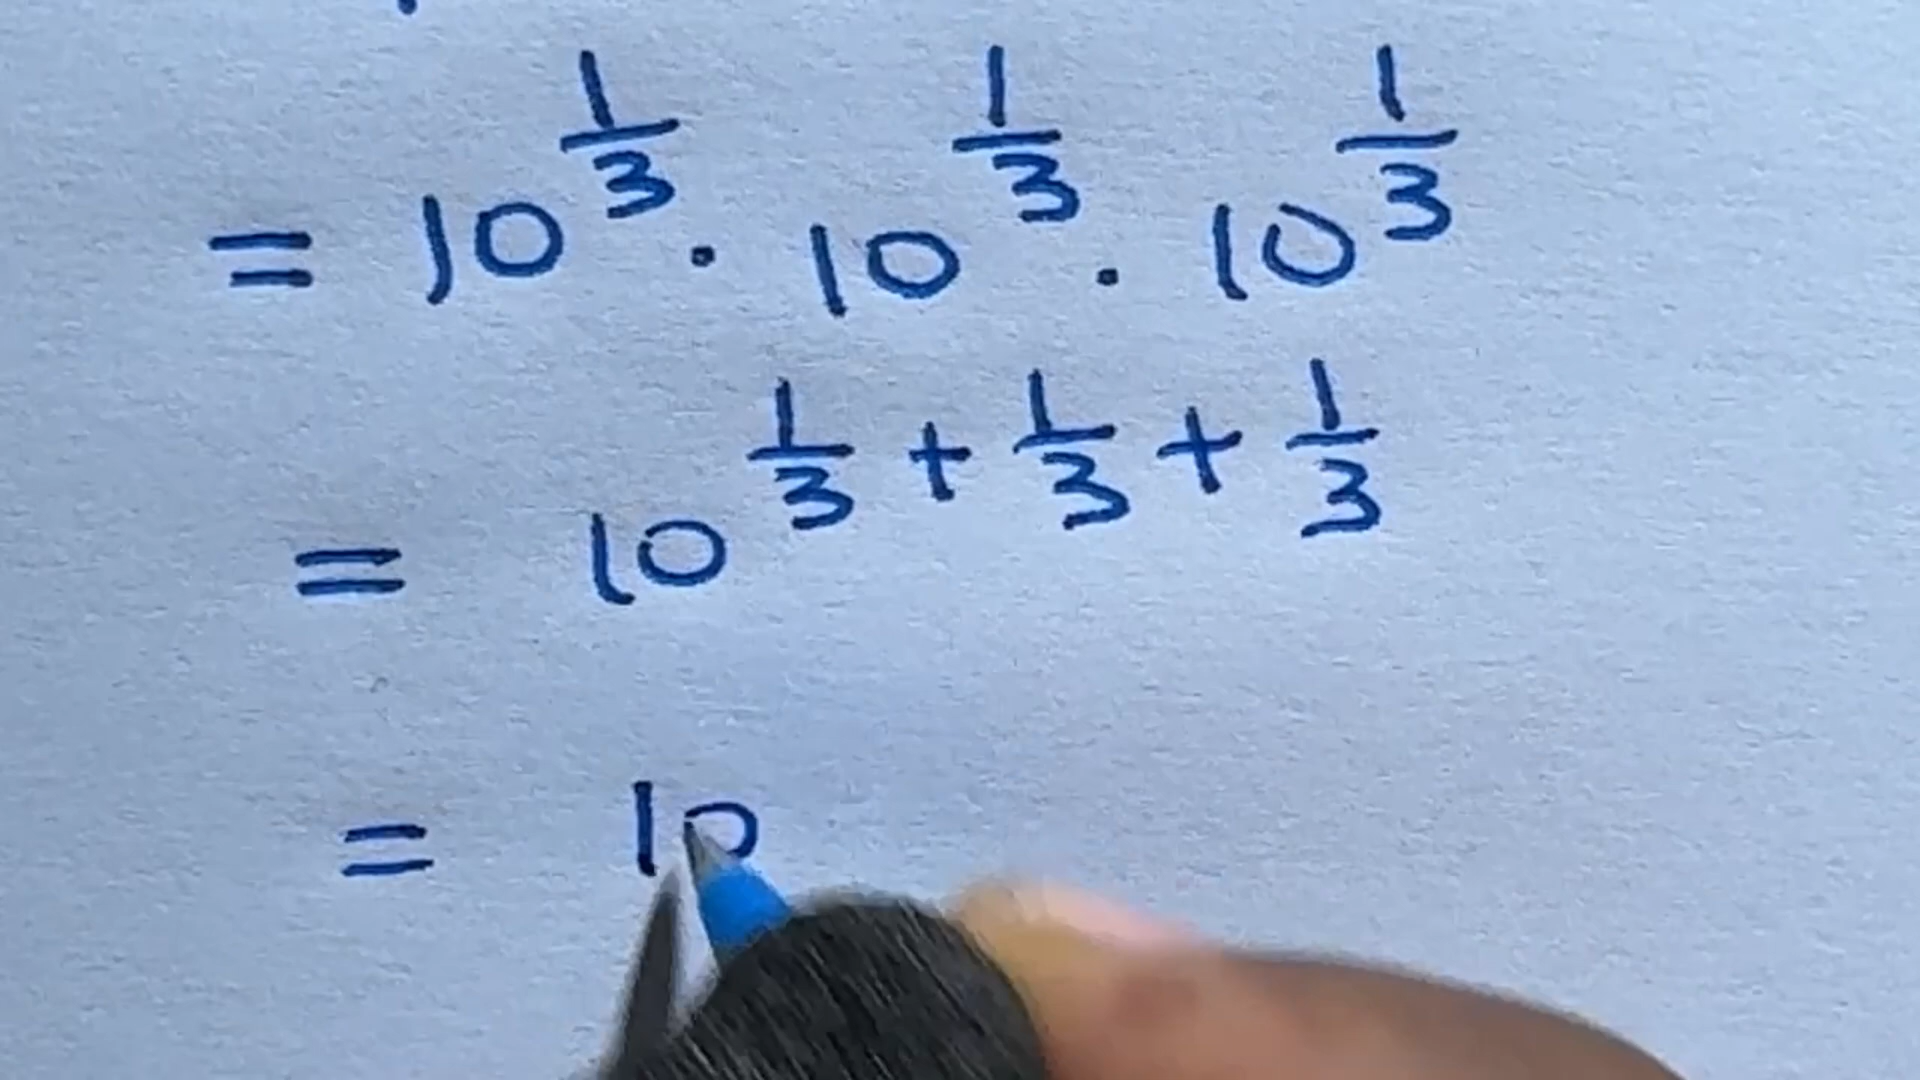 = 10^{1/3} · 10^{1/3} · 10^{1/3}
= 10^{1/3 + 1/3 + 1/3}
= 10